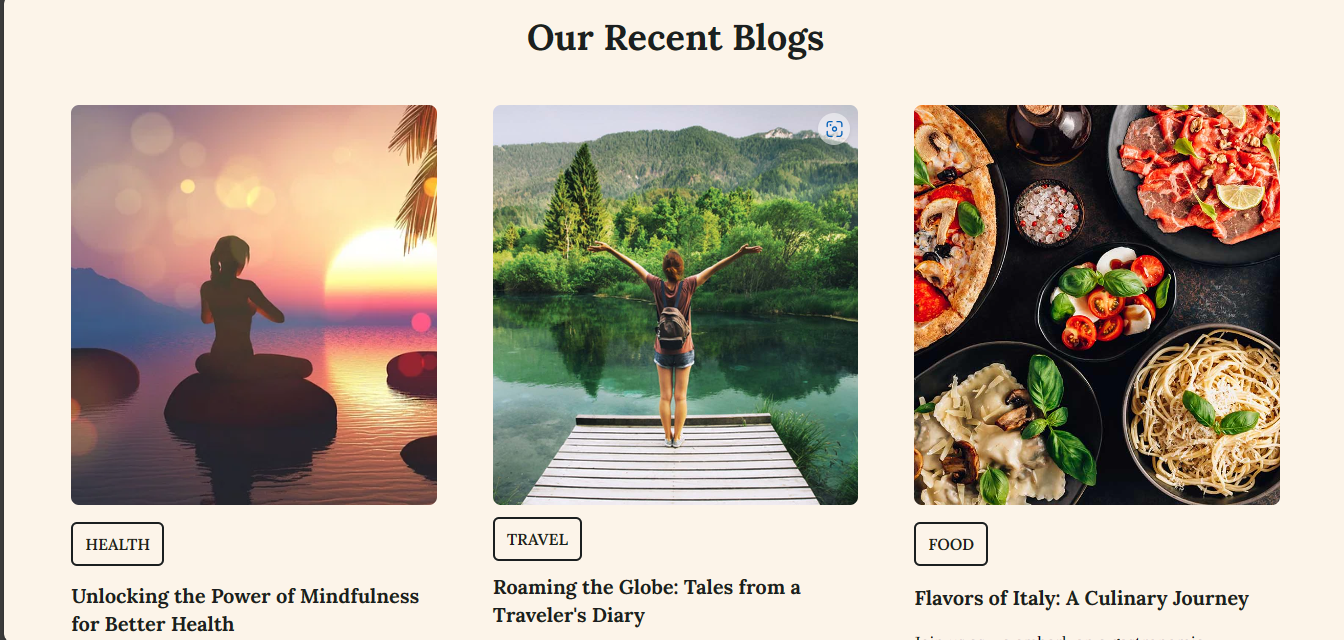 Our Recent Blogs
HEALTH
Unlocking the Power of Mindfulness
for Better Health
TRAVEL
Roaming the Globe: Tales from a
Traveler's Diary
FOOD
Flavors of Italy: A Culinary Journey